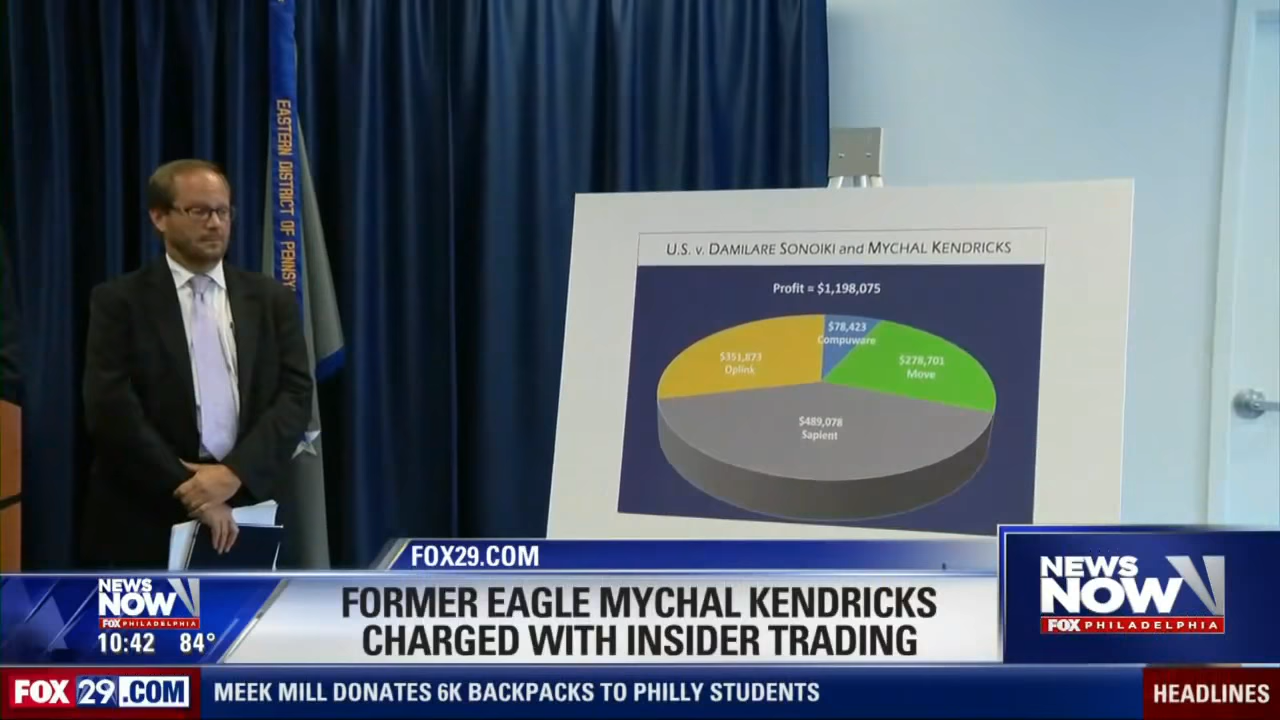 EASTERN DISTRICT OF PENNSY
U.S. v. DAMILARE SONOIKI and MYCHAL KENDRICKS
Profit = $1,198,075
$78,423
Compuware
$351,873
Oplink
$278,701
Move
$489,078
Sapient
FOX29.COM
NEWS
NOW
FOX PHILADELPHIA
10:42 84°
FORMER EAGLE MYCHAL KENDRICKS
CHARGED WITH INSIDER TRADING
NEWS
NOW
FOX PHILADELPHIA
FOX 29.COM
MEEK MILL DONATES 6K BACKPACKS TO PHILLY STUDENTS
HEADLINES